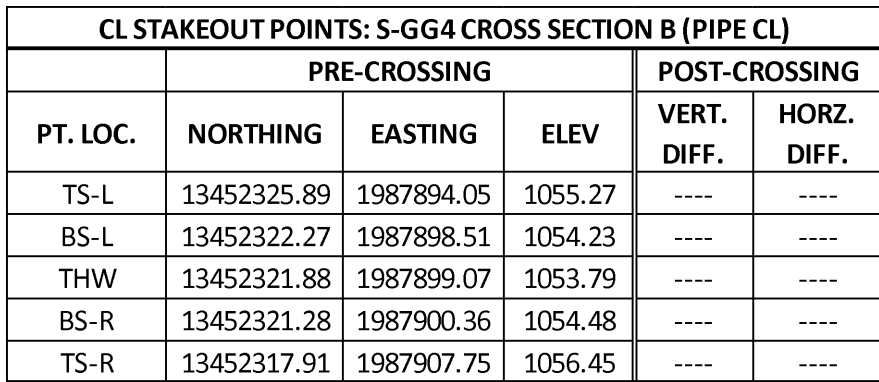 CL STAKEOUT POINTS: S-GG4 CROSS SECTION B (PIPE CL)
PRE-CROSSING POST-CROSSING
PT. LOC. NORTHING EASTING ELEV VERT. DIFF. HORZ. DIFF.
TS-L 13452325.89 1987894.05 1055.27 ---- ----
BS-L 13452322.27 1987898.51 1054.23 ---- ----
THW 13452321.88 1987899.07 1053.79 ---- ----
BS-R 13452321.28 1987900.36 1054.48 ---- ----
TS-R 13452317.91 1987907.75 1056.45 ---- ----